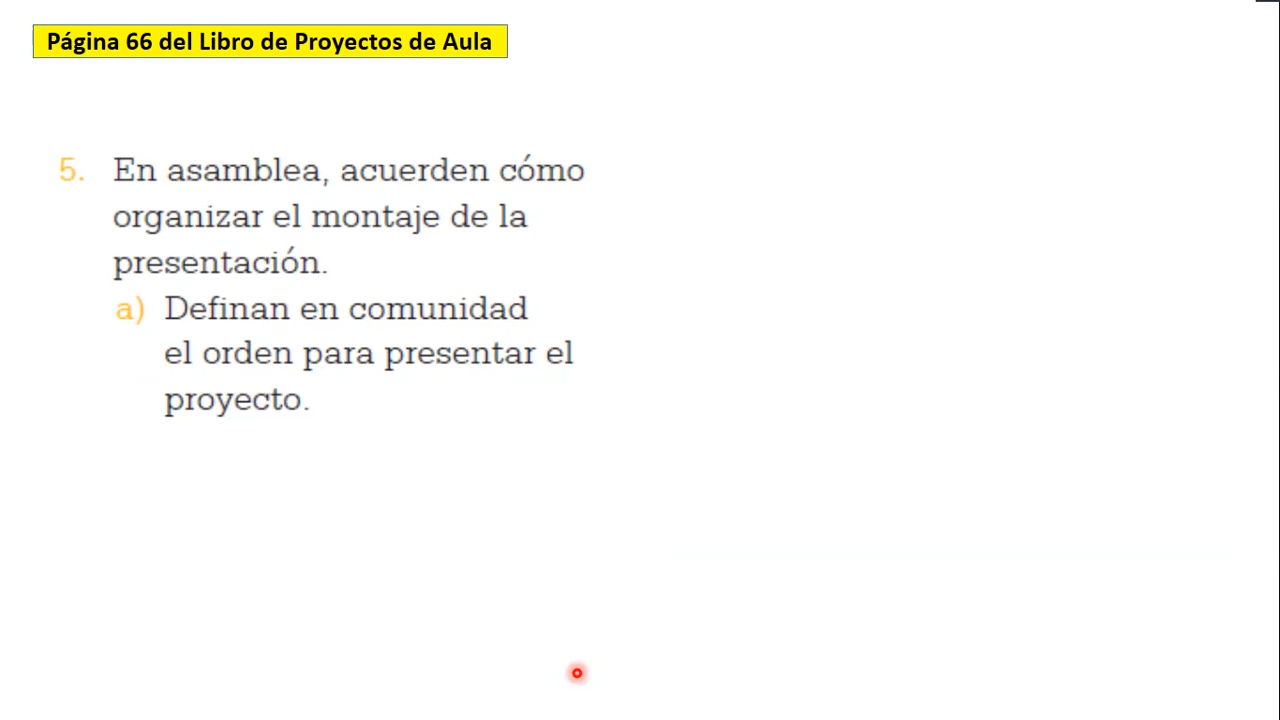 Página 66 del Libro de Proyectos de Aula
5. En asamblea, acuerden cómo
organizar el montaje de la
presentación.
a) Definan en comunidad
el orden para presentar el
proyecto.